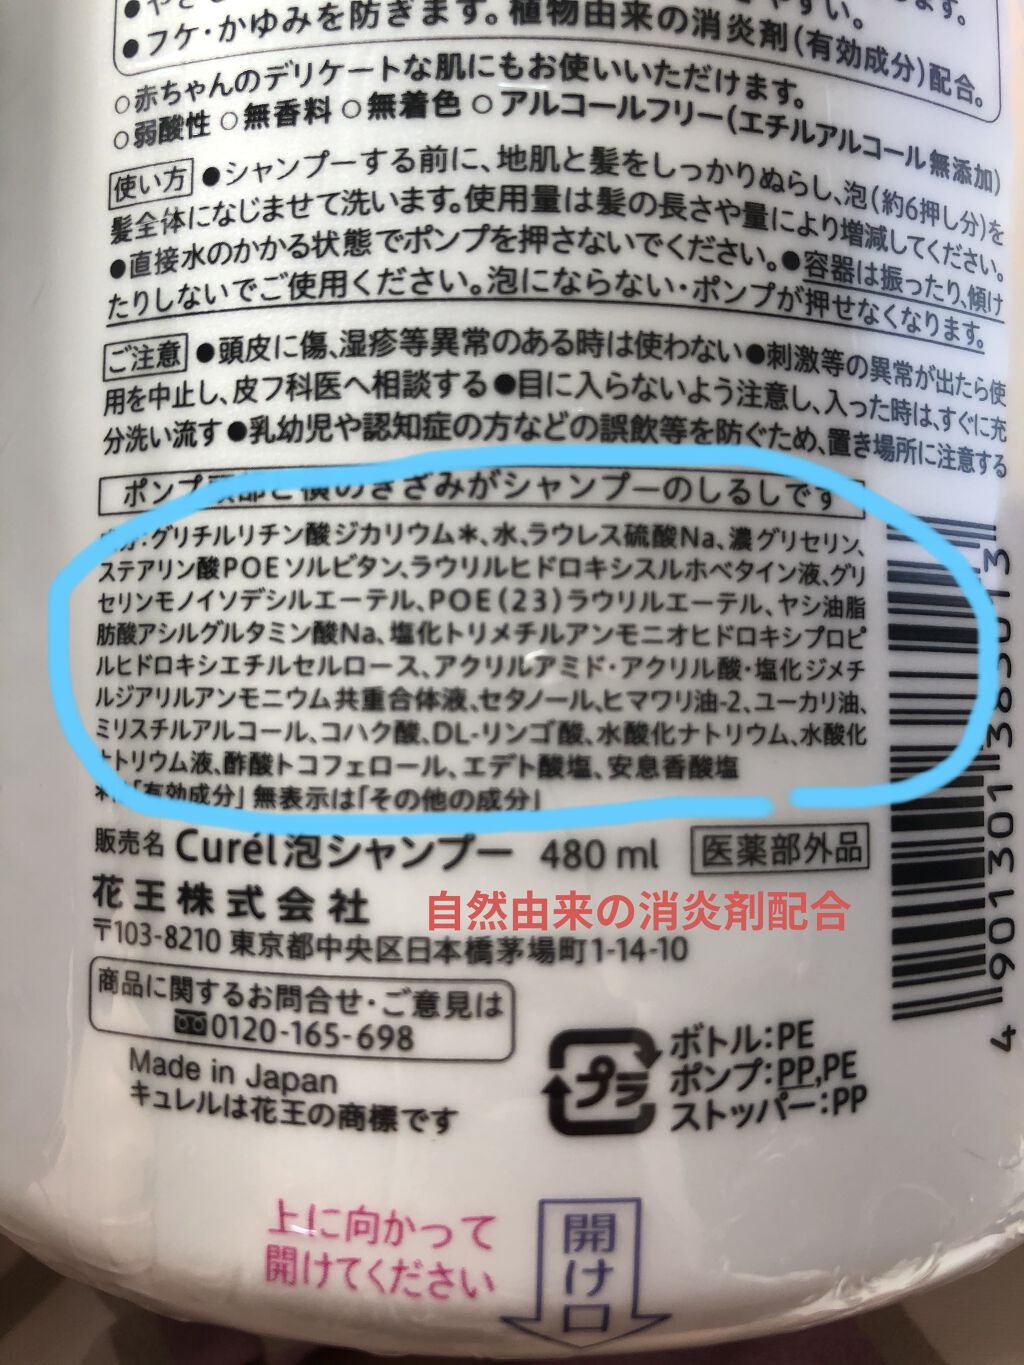 ●フケ・かゆみを防ぎます。植物由来の消炎剤(有効成分)配合。
○赤ちゃんのデリケートな肌にもお使いいただけます。
○弱酸性 ○無香料 ○無着色 ○アルコールフリー(エチルアルコール無添加)
使い方 ●シャンプーする前に、地肌と髪をしっかりぬらし、泡(約6押し分)を
髪全体になじませて洗います。使用量は髪の長さや量により増減してください。
●直接水のかかる状態でポンプを押さないでください。●容器は振ったり、傾け
たりしないでご使用ください。泡にならない・ポンプが押せなくなります。
ご注意 ●頭皮に傷、湿疹等異常のある時は使わない●刺激等の異常が出たら使
用を中止し、皮フ科医へ相談する●目に入らないよう注意し、入った時は、すぐに充
分洗い流す●乳幼児や認知症の方などの誤飲等を防ぐため、置き場所に注意する
ポンプ頭部と横のきざみがシャンプーのしるしです
成分:グリチルリチン酸ジカリウム*、水、ラウレス硫酸Na、濃グリセリン、
ステアリン酸POEソルビタン、ラウリルヒドロキシスルホベタイン液、グリ
セリンモノイソデシルエーテル、POE(23)ラウリルエーテル、ヤシ油脂
肪酸アシルグルタミン酸Na、塩化トリメチルアンモニオヒドロキシプロピ
ルヒドロキシエチルセルロース、アクリルアミド・アクリル酸・塩化ジメチ
ルジアリルアンモニウム共重合体液、セタノール、ヒマワリ油-2、ユーカリ油、
ミリスチルアルコール、コハク酸、DL-リンゴ酸、水酸化ナトリウム、水酸化
ナトリウム液、酢酸トコフェロール、エデト酸塩、安息香酸塩
「有効成分」無表示は「その他の成分」
販売名 Curél泡シャンプー 480 ml 医薬部外品
花王株式会社
自然由来の消炎剤配合
〒103-8210 東京都中央区日本橋茅場町1-14-10
商品に関するお問合せ・ご意見は
0120-165-698
Made in Japan
キュレルは花王の商標です
プラ
ボトル:PE
ポンプ:PP,PE
ストッパー:PP
4 901301 383013
上に向かって
開けてください
開け口